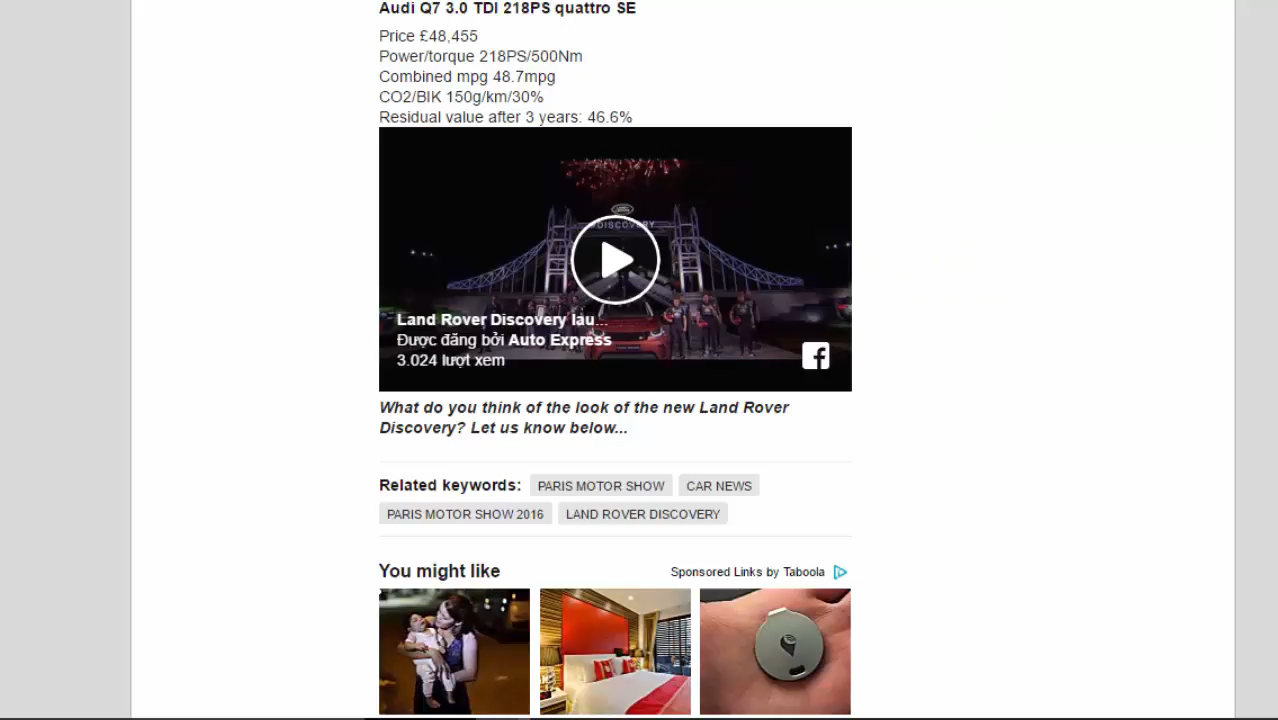 Audi Q7 3.0 TDI 218PS quattro SE
Price £48,455
Power/torque 218PS/500Nm
Combined mpg 48.7mpg
CO2/BIK 150g/km/30%
Residual value after 3 years: 46.6%
DISCOVERY
Land Rover Discovery lau...
Được đăng bởi Auto Express
3.024 lượt xem
What do you think of the look of the new Land Rover
Discovery? Let us know below...
Related keywords: PARIS MOTOR SHOW CAR NEWS
PARIS MOTOR SHOW 2016 LAND ROVER DISCOVERY
You might like Sponsored Links by Taboola